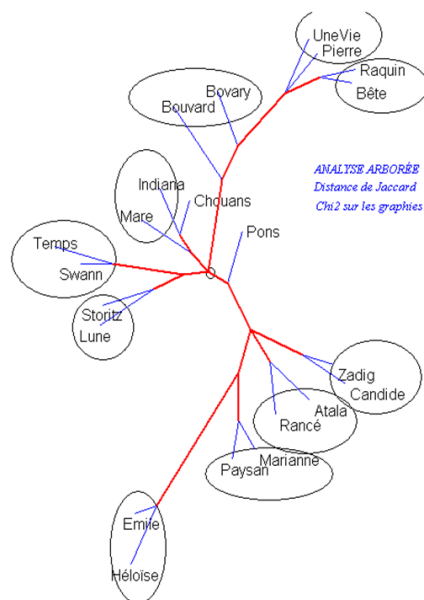 UneVie
Pierre
Raquin
Bête
Bovary
Bouvard
ANALYSE ARBORÉE
Distance de Jaccard
Chi2 sur les graphies
Indiana
Chouans
Mare
Pons
Temps
Swann
Storitz
Lune
Zadig
Candide
Atala
Rancé
Marianne
Paysan
Emile
Héloïse